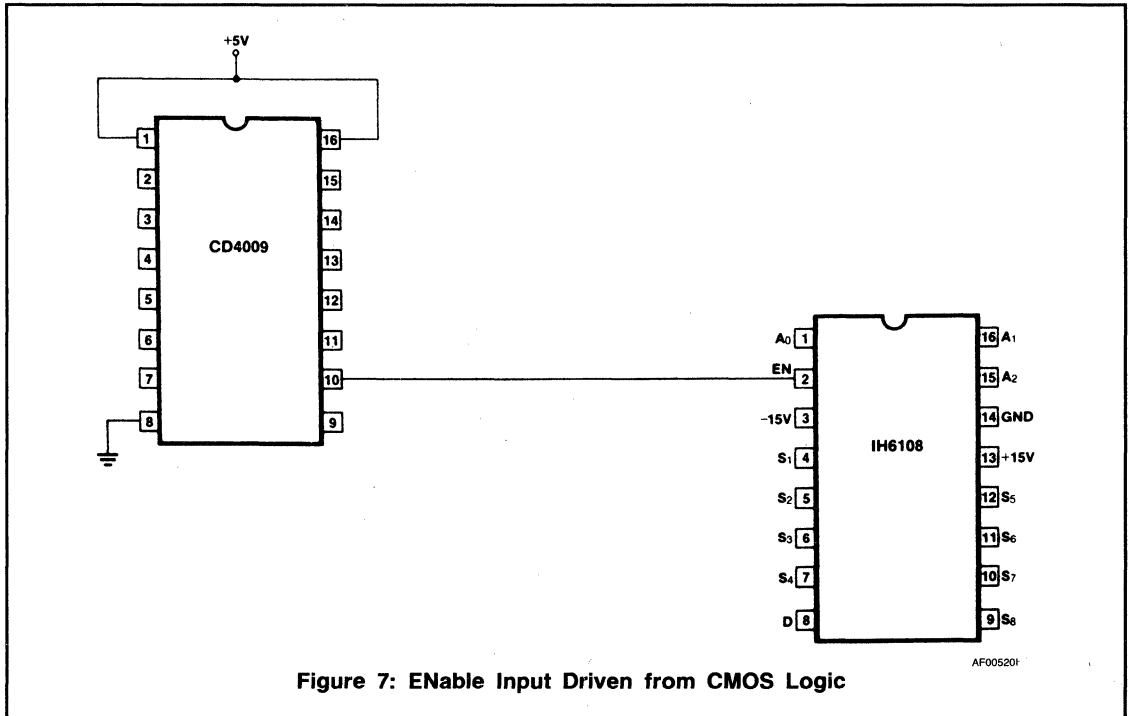 +5V
1
2
3
4
5
6
7
8
CD4009
16
15
14
13
12
11
10
9
A0 1
EN
2
-15V 3
S1 4
S2 5
S3 6
S4 7
D 8
IH6108
16 A1
15 A2
14 GND
13 +15V
12 S5
11 S6
10 S7
9 S8
AF00520I
Figure 7: ENable Input Driven from CMOS Logic